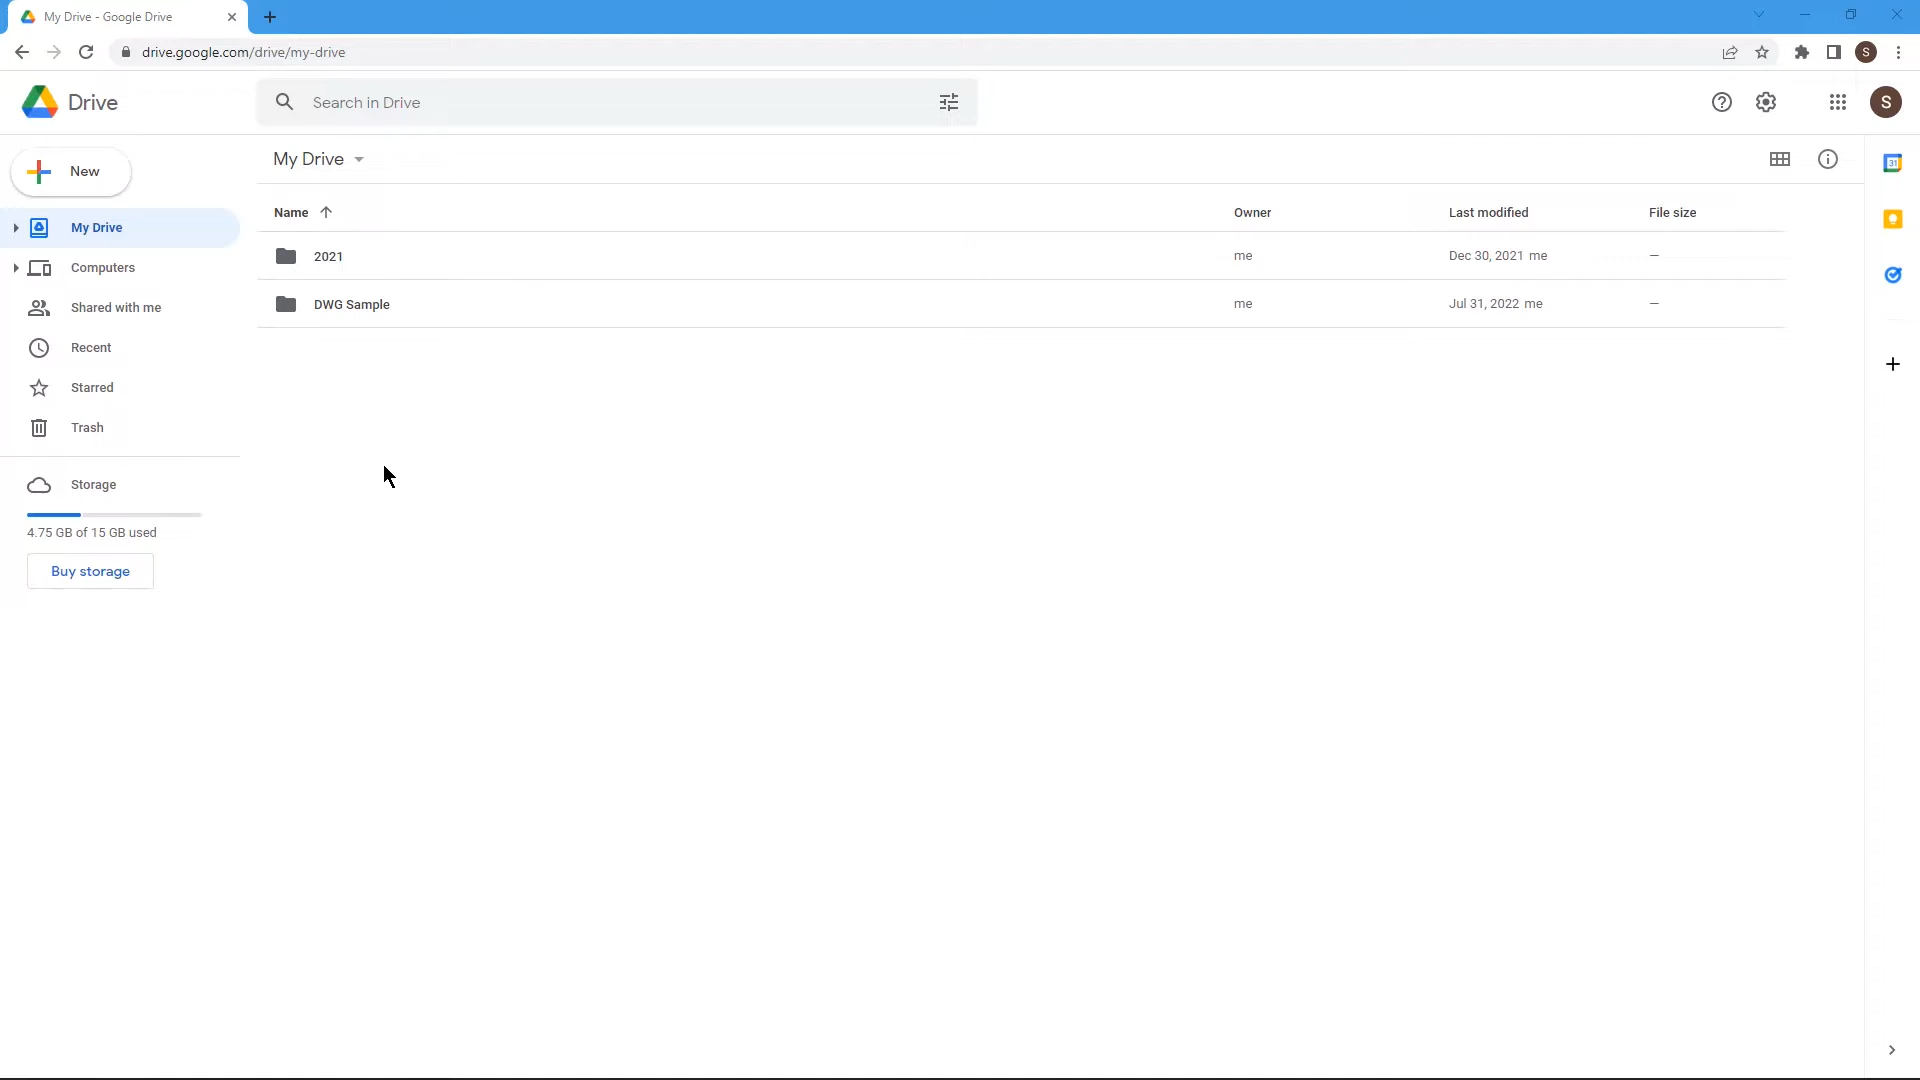 My Drive - Google Drive
drive.google.com/drive/my-drive
S
Drive
Search in Drive
S
New
My Drive
31
Name
Owner
Last modified
File size
My Drive
2021
me
Dec 30, 2021 me
—
Computers
DWG Sample
me
Jul 31, 2022 me
—
Shared with me
Recent
Starred
Trash
Storage
4.75 GB of 15 GB used
Buy storage